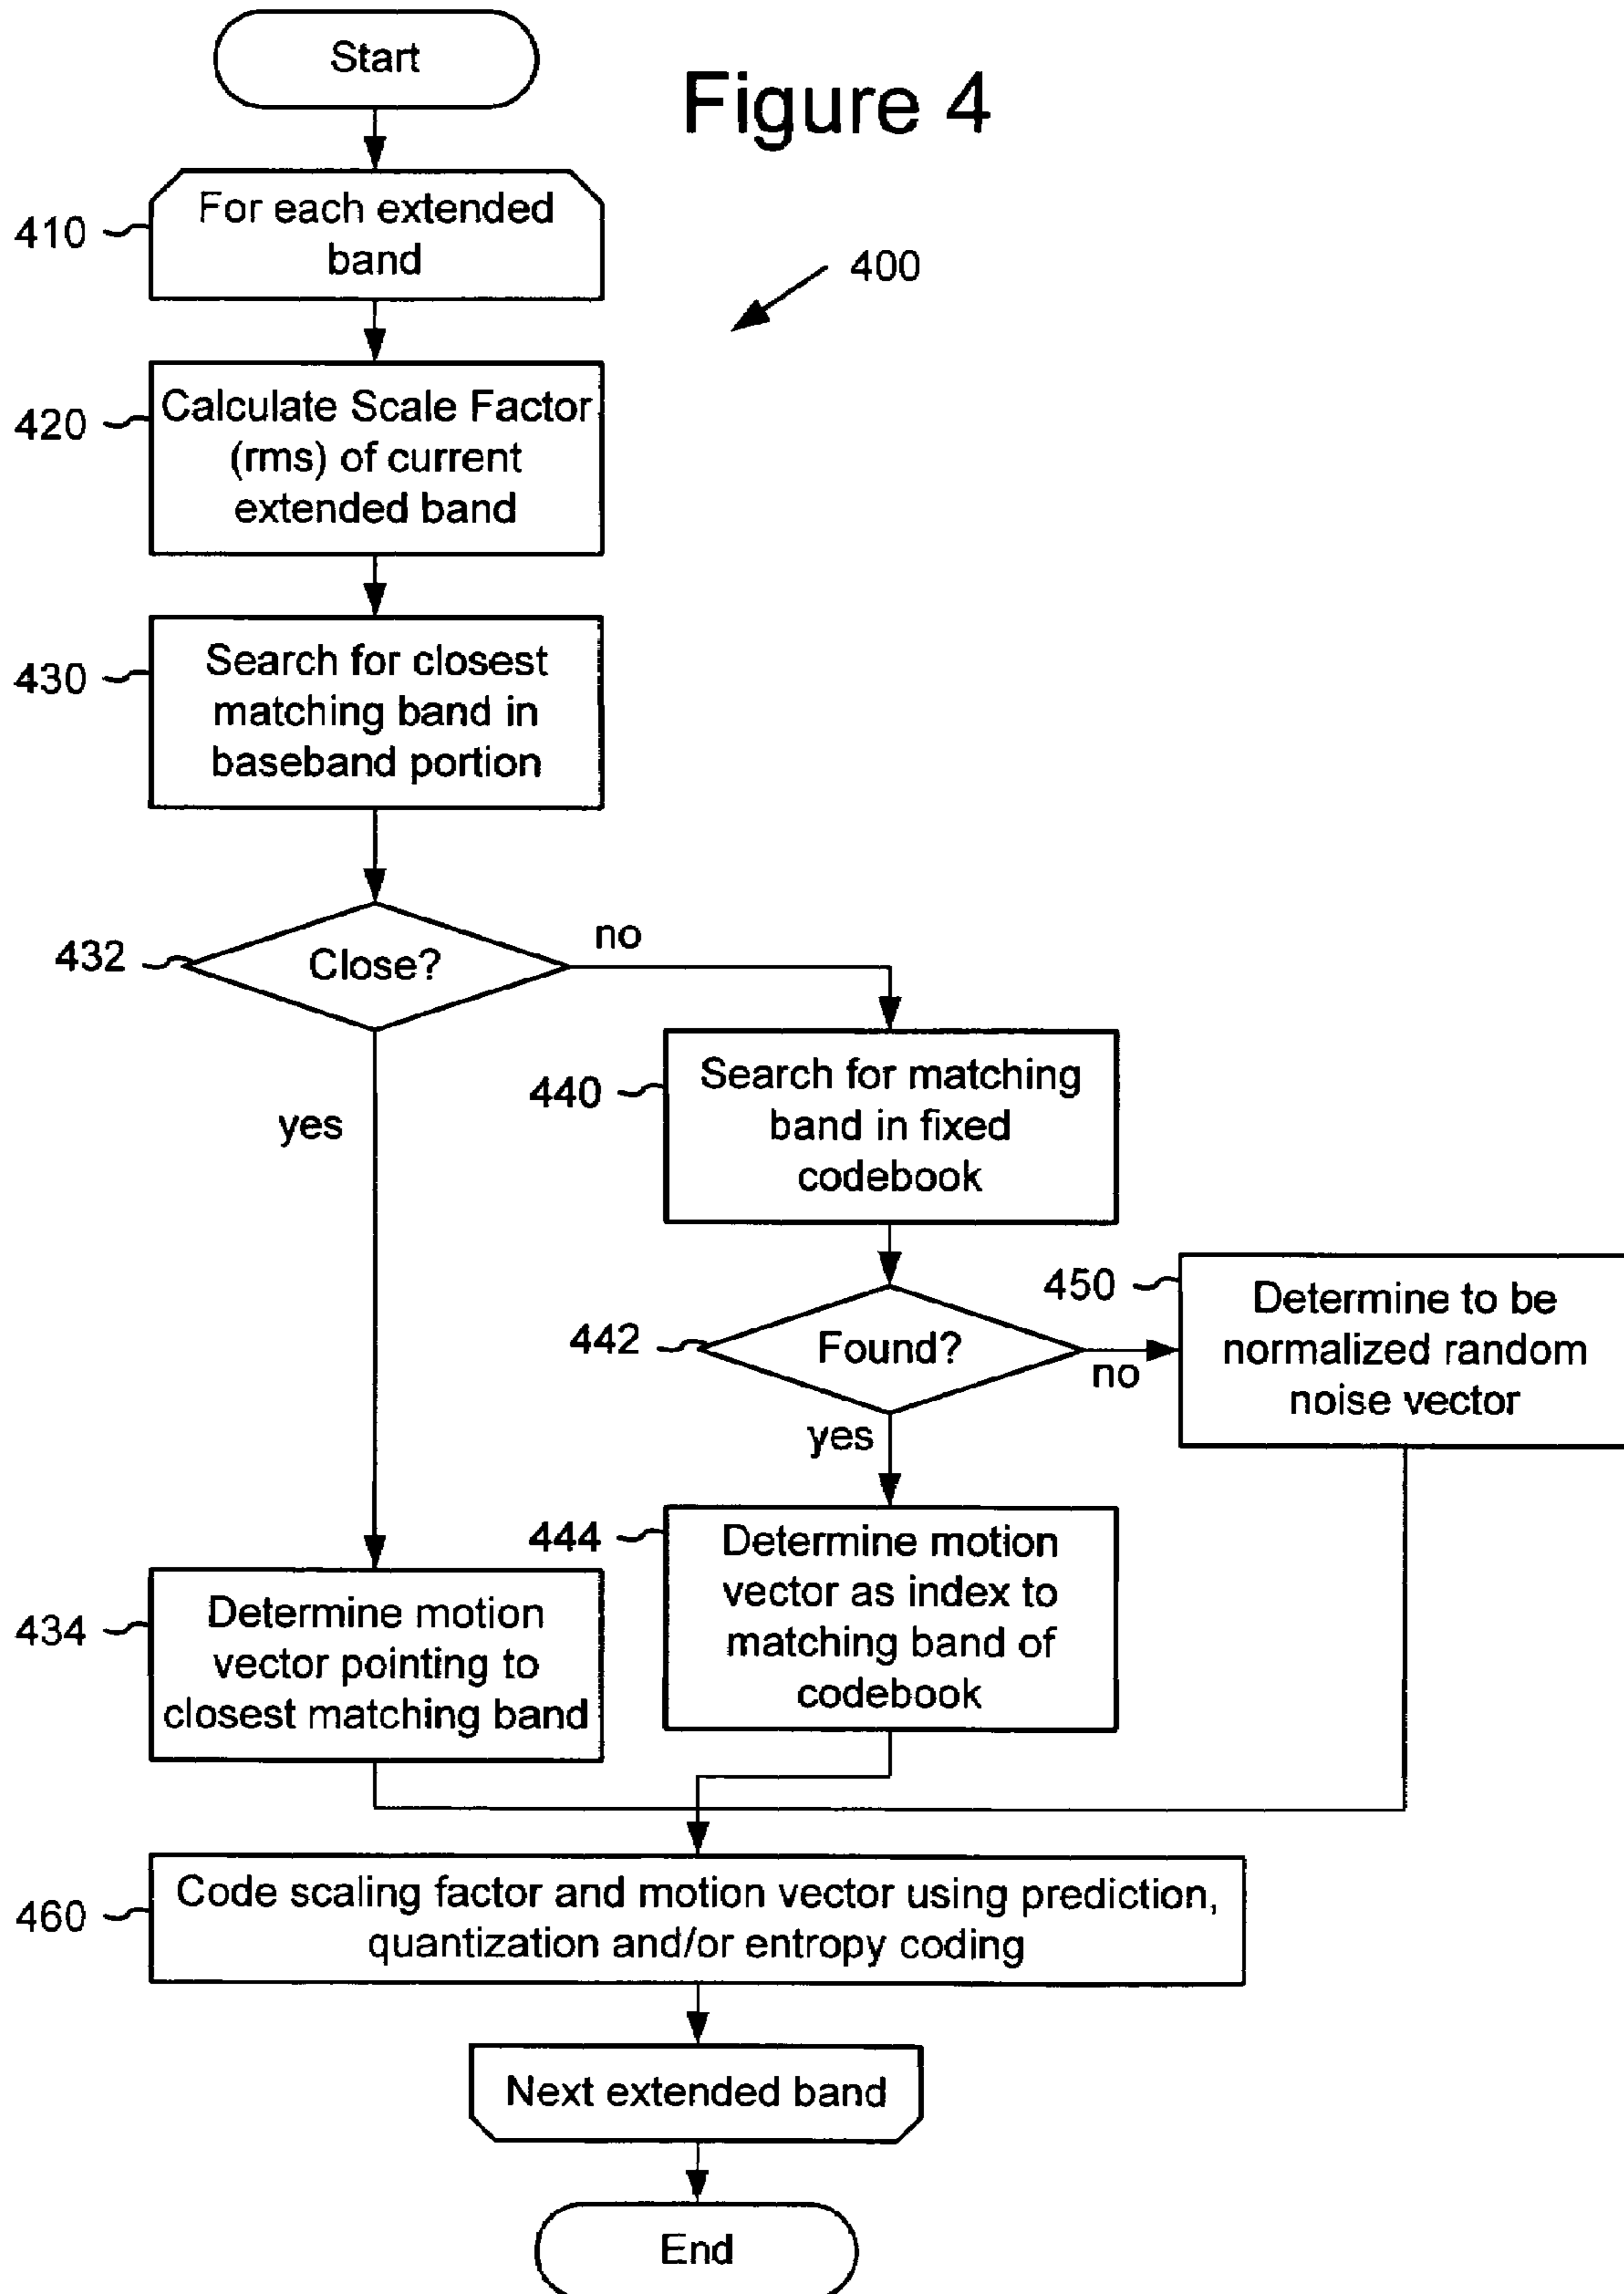 Start
Figure 4
410
For each extended
band
400
420
Calculate Scale Factor
(rms) of current
extended band
430
Search for closest
matching band in
baseband portion
432
Close?
no
yes
440
Search for matching
band in fixed
codebook
442
Found?
no
yes
450
Determine to be
normalized random
noise vector
444
Determine motion
vector as index to
matching band of
codebook
434
Determine motion
vector pointing to
closest matching band
460
Code scaling factor and motion vector using prediction,
quantization and/or entropy coding
Next extended band
End